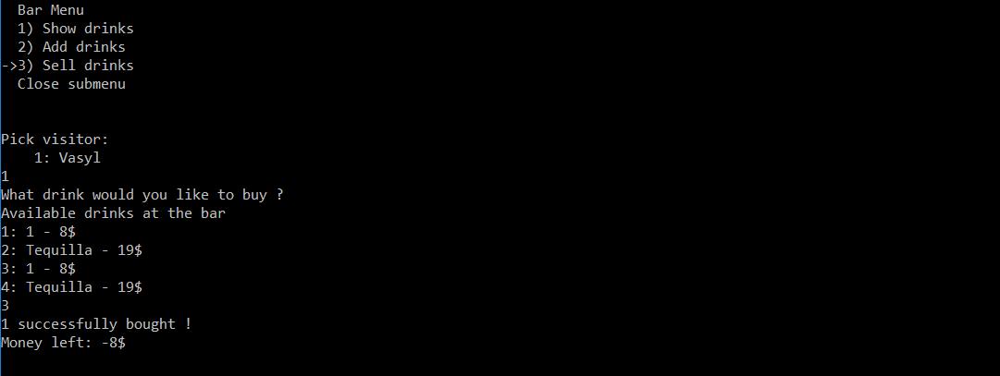 Bar Menu
1) Show drinks
2) Add drinks
->3) Sell drinks
Close submenu
Pick visitor:
1: Vasyl
1
What drink would you like to buy ?
Available drinks at the bar
1: 1 - 8$
2: Tequilla - 19$
3: 1 - 8$
4: Tequilla - 19$
3
1 successfully bought !
Money left: -8$